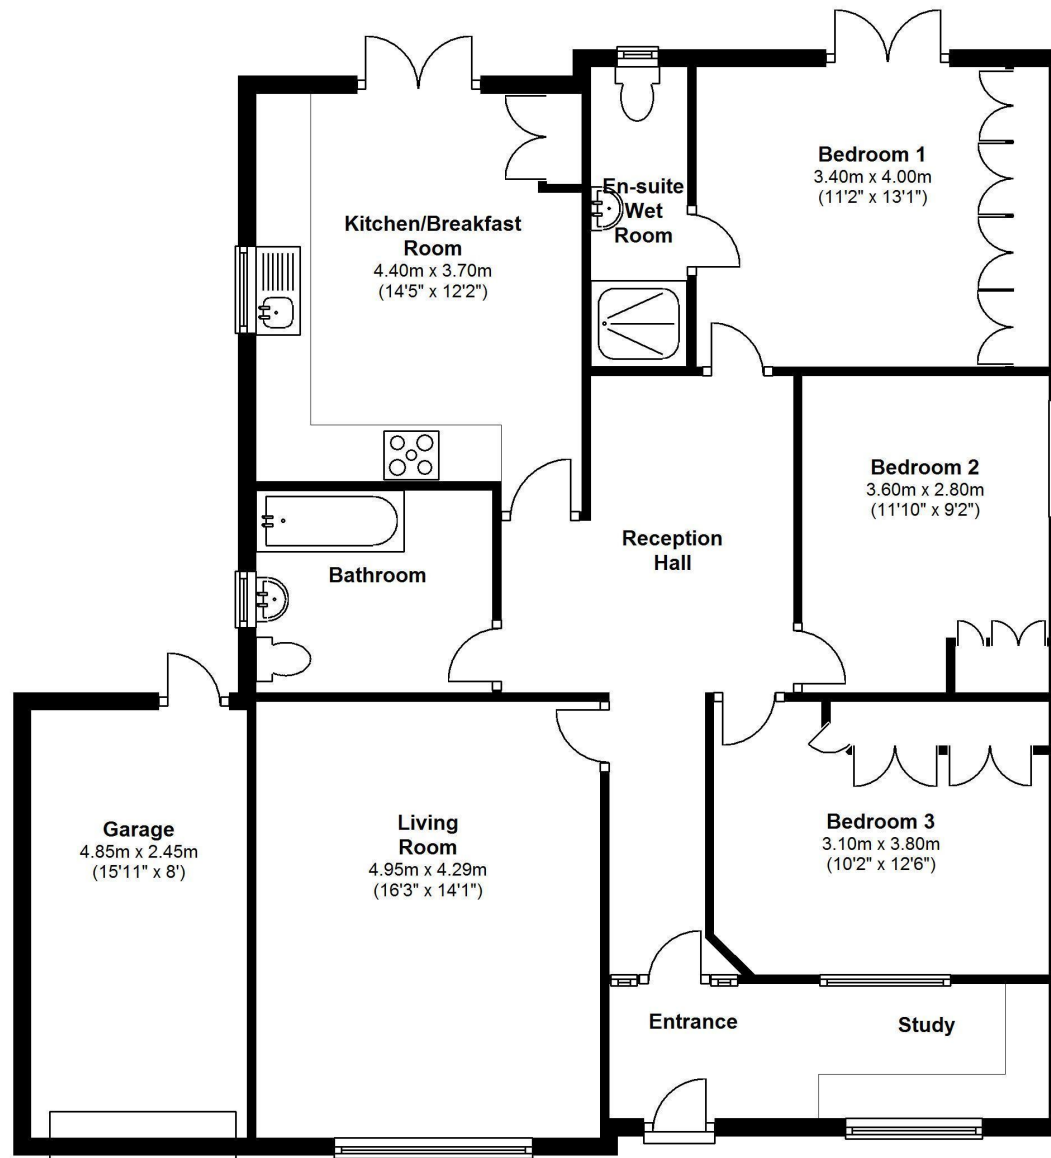 Bedroom 1
3.40m x 4.00m
(11'2" x 13'1")
En-suite
Wet
Room
Kitchen/Breakfast
Room
4.40m x 3.70m
(14'5" x 12'2")
Bedroom 2
3.60m x 2.80m
(11'10" x 9'2")
Reception
Hall
Bathroom
Garage
4.85m x 2.45m
(15'11" x 8')
Living
Room
4.95m x 4.29m
(16'3" x 14'1")
Bedroom 3
3.10m x 3.80m
(10'2" x 12'6")
Entrance
Study